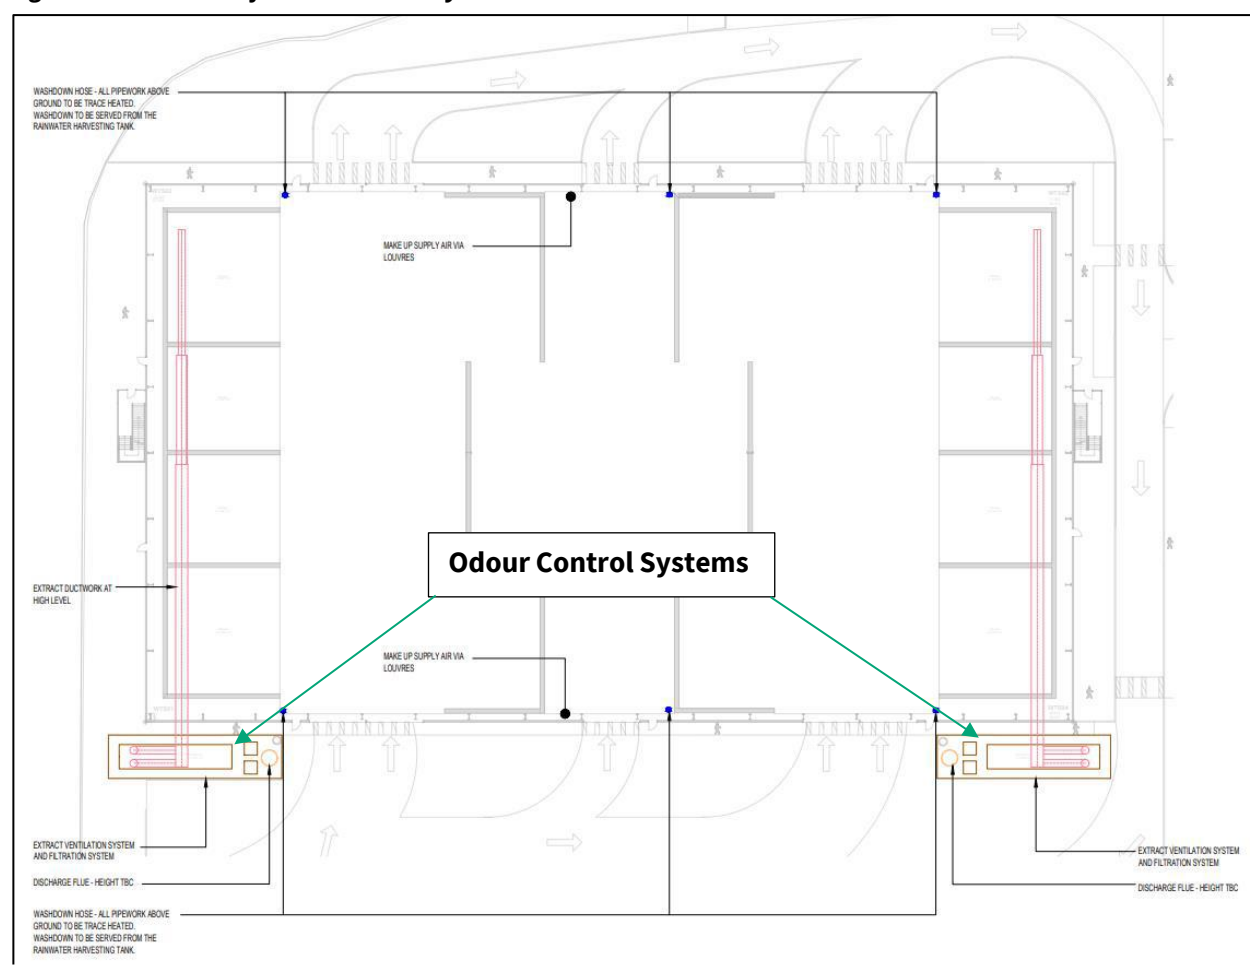 WASHDOWN HOSE - ALL PIPEWORK ABOVE
GROUND TO BE TRACE HEATED.
WASHDOWN TO BE SERVED FROM THE
RAINWATER HARVESTING TANK.
MAKE UP SUPPLY AIR VIA
LOUVRES
Odour Control Systems
EXTRACT DUCTWORK AT
HIGH LEVEL
MAKE UP SUPPLY AIR VIA
LOUVRES
EXTRACT VENTILATION SYSTEM
AND FILTRATION SYSTEM
DISCHARGE FLUE - HEIGHT TBC
EXTRACT VENTILATION SYSTEM
AND FILTRATION SYSTEM
DISCHARGE FLUE - HEIGHT TBC
WASHDOWN HOSE - ALL PIPEWORK ABOVE
GROUND TO BE TRACE HEATED.
WASHDOWN TO BE SERVED FROM THE
RAINWATER HARVESTING TANK.